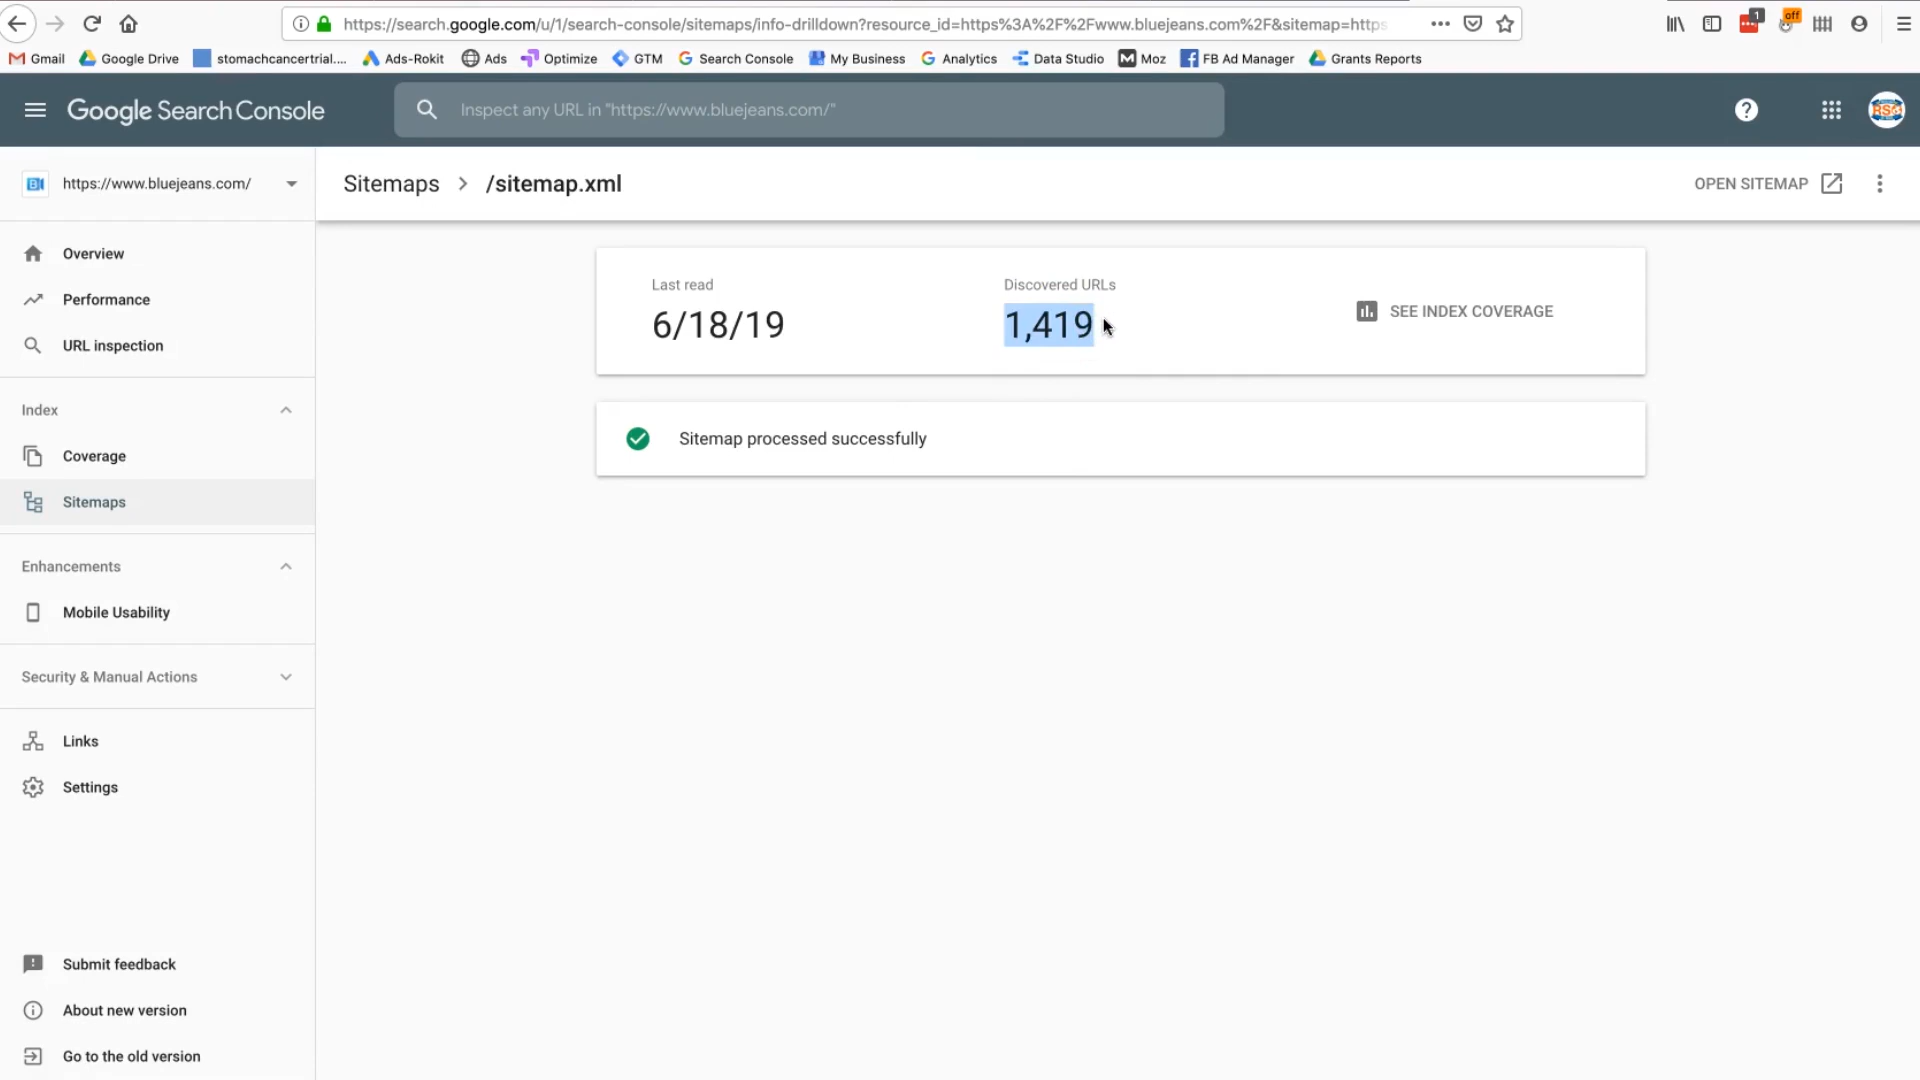 https://search.google.com/u/1/search-console/sitemaps/info-drilldown?resource_id=https%3A%2F%2Fwww.bluejeans.com%2F&sitemap=https
1
off
Gmail Google Drive stomachcancertrial.... Ads-Rokit Ads Optimize GTM Search Console My Business Analytics Data Studio Moz FB Ad Manager Grants Reports
Google Search Console
Inspect any URL in "https://www.bluejeans.com/"
RSG
https://www.bluejeans.com/
Sitemaps > /sitemap.xml
OPEN SITEMAP
Overview
Performance
URL inspection
Index
Coverage
Sitemaps
Enhancements
Mobile Usability
Security & Manual Actions
Links
Settings
Submit feedback
About new version
Go to the old version
Last read
6/18/19
Discovered URLs
1,419
SEE INDEX COVERAGE
Sitemap processed successfully